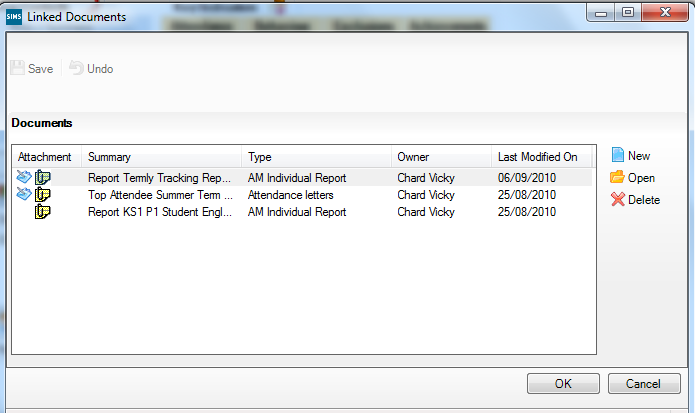 SIMS Linked Documents
Save Undo
Documents
Attachment Summary Type Owner Last Modified On
Report Termly Tracking Rep... AM Individual Report Chard Vicky 06/09/2010
Top Attendee Summer Term ... Attendance letters Chard Vicky 25/08/2010
Report KS1 P1 Student Engl... AM Individual Report Chard Vicky 25/08/2010
New
Open
Delete
OK Cancel